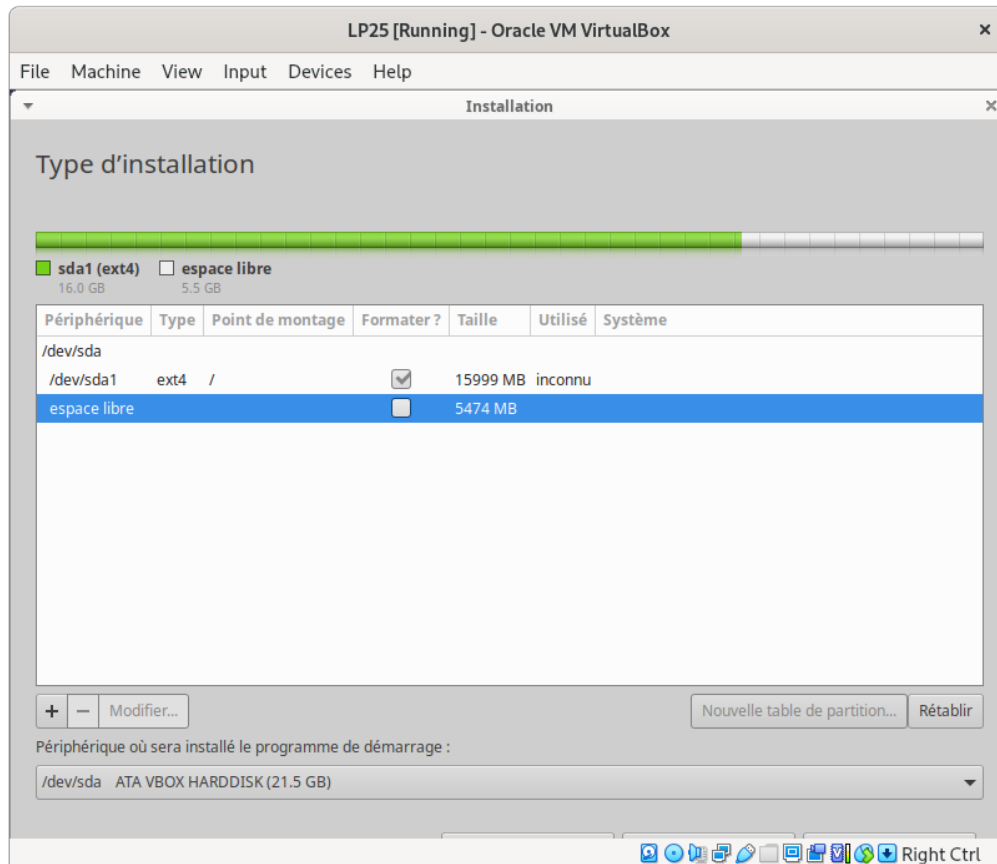 LP25 [Running] - Oracle VM VirtualBox
File Machine View Input Devices Help
Installation
Type d'installation
sda1 (ext4) espace libre
16.0 GB 5.5 GB
Périphérique Type Point de montage Formater ? Taille Utilisé Système
/dev/sda
/dev/sda1 ext4 / 15999 MB inconnu
espace libre 5474 MB
+ − Modifier... Nouvelle table de partition... Rétablir
Périphérique où sera installé le programme de démarrage :
/dev/sda ATA VBOX HARDDISK (21.5 GB)
Right Ctrl